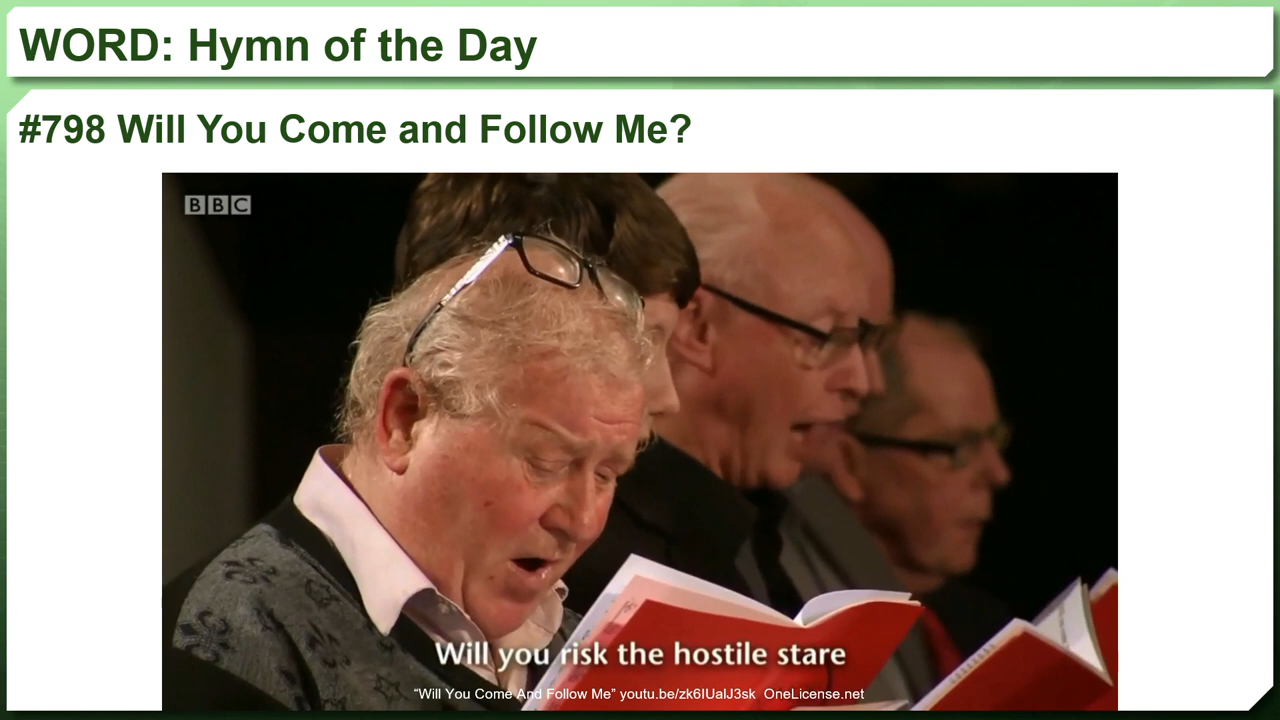 WORD: Hymn of the Day
#798 Will You Come and Follow Me?
BBC
Will you risk the hostile stare
“Will You Come And Follow Me” youtu.be/zk6IUaIJ3sk OneLicense.net